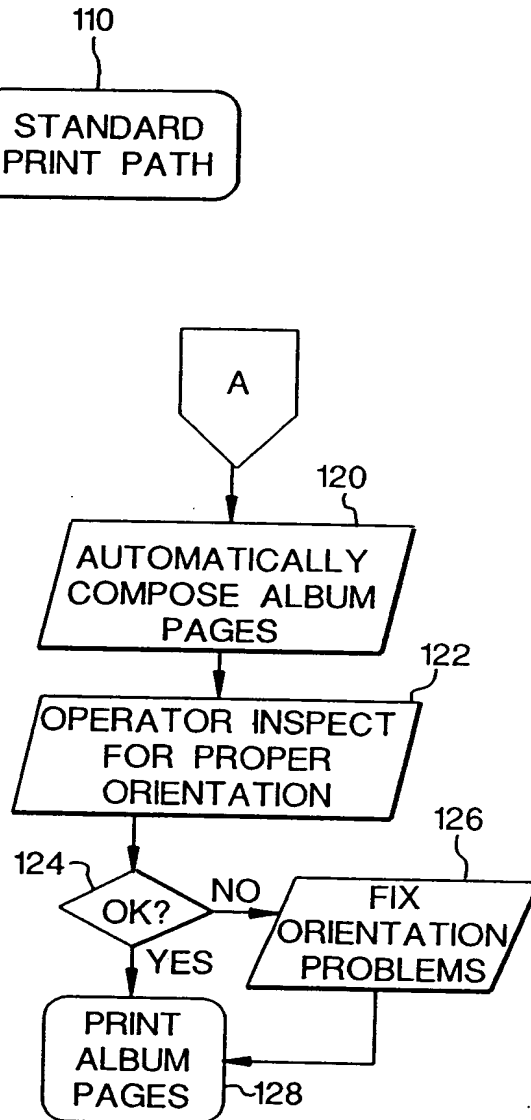 110
STANDARD
PRINT PATH
A
120
AUTOMATICALLY
COMPOSE ALBUM
PAGES
122
OPERATOR INSPECT
FOR PROPER
ORIENTATION
124
OK?
NO
YES
126
FIX
ORIENTATION
PROBLEMS
PRINT
ALBUM
PAGES
128